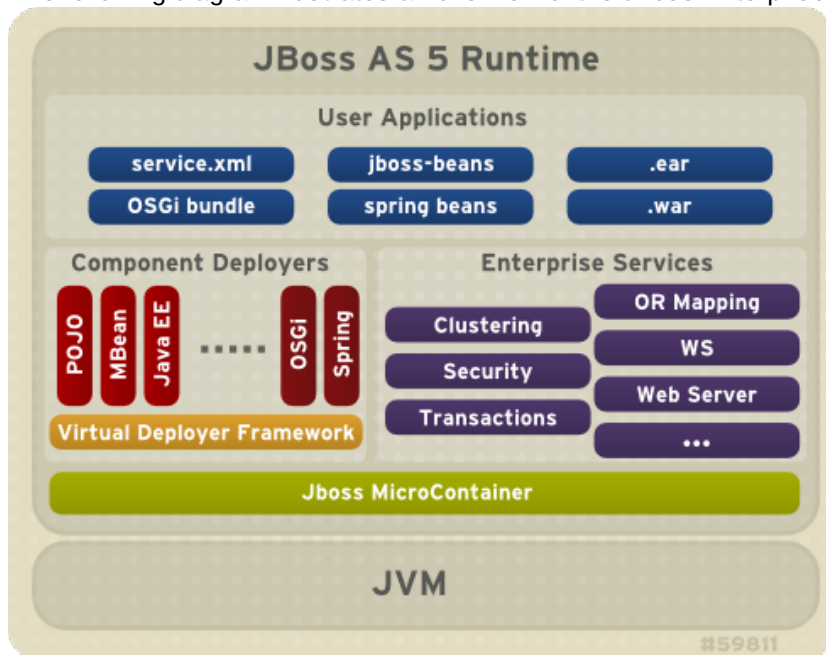 JBoss AS 5 Runtime
User Applications
service.xml
jboss-beans
.ear
OSGi bundle
spring beans
.war
Component Deployers
POJO
MBean
Java EE
.....
OSGi
Spring
Virtual Deployer Framework
Enterprise Services
Clustering
Security
Transactions
OR Mapping
WS
Web Server
...
Jboss MicroContainer
JVM
#59811